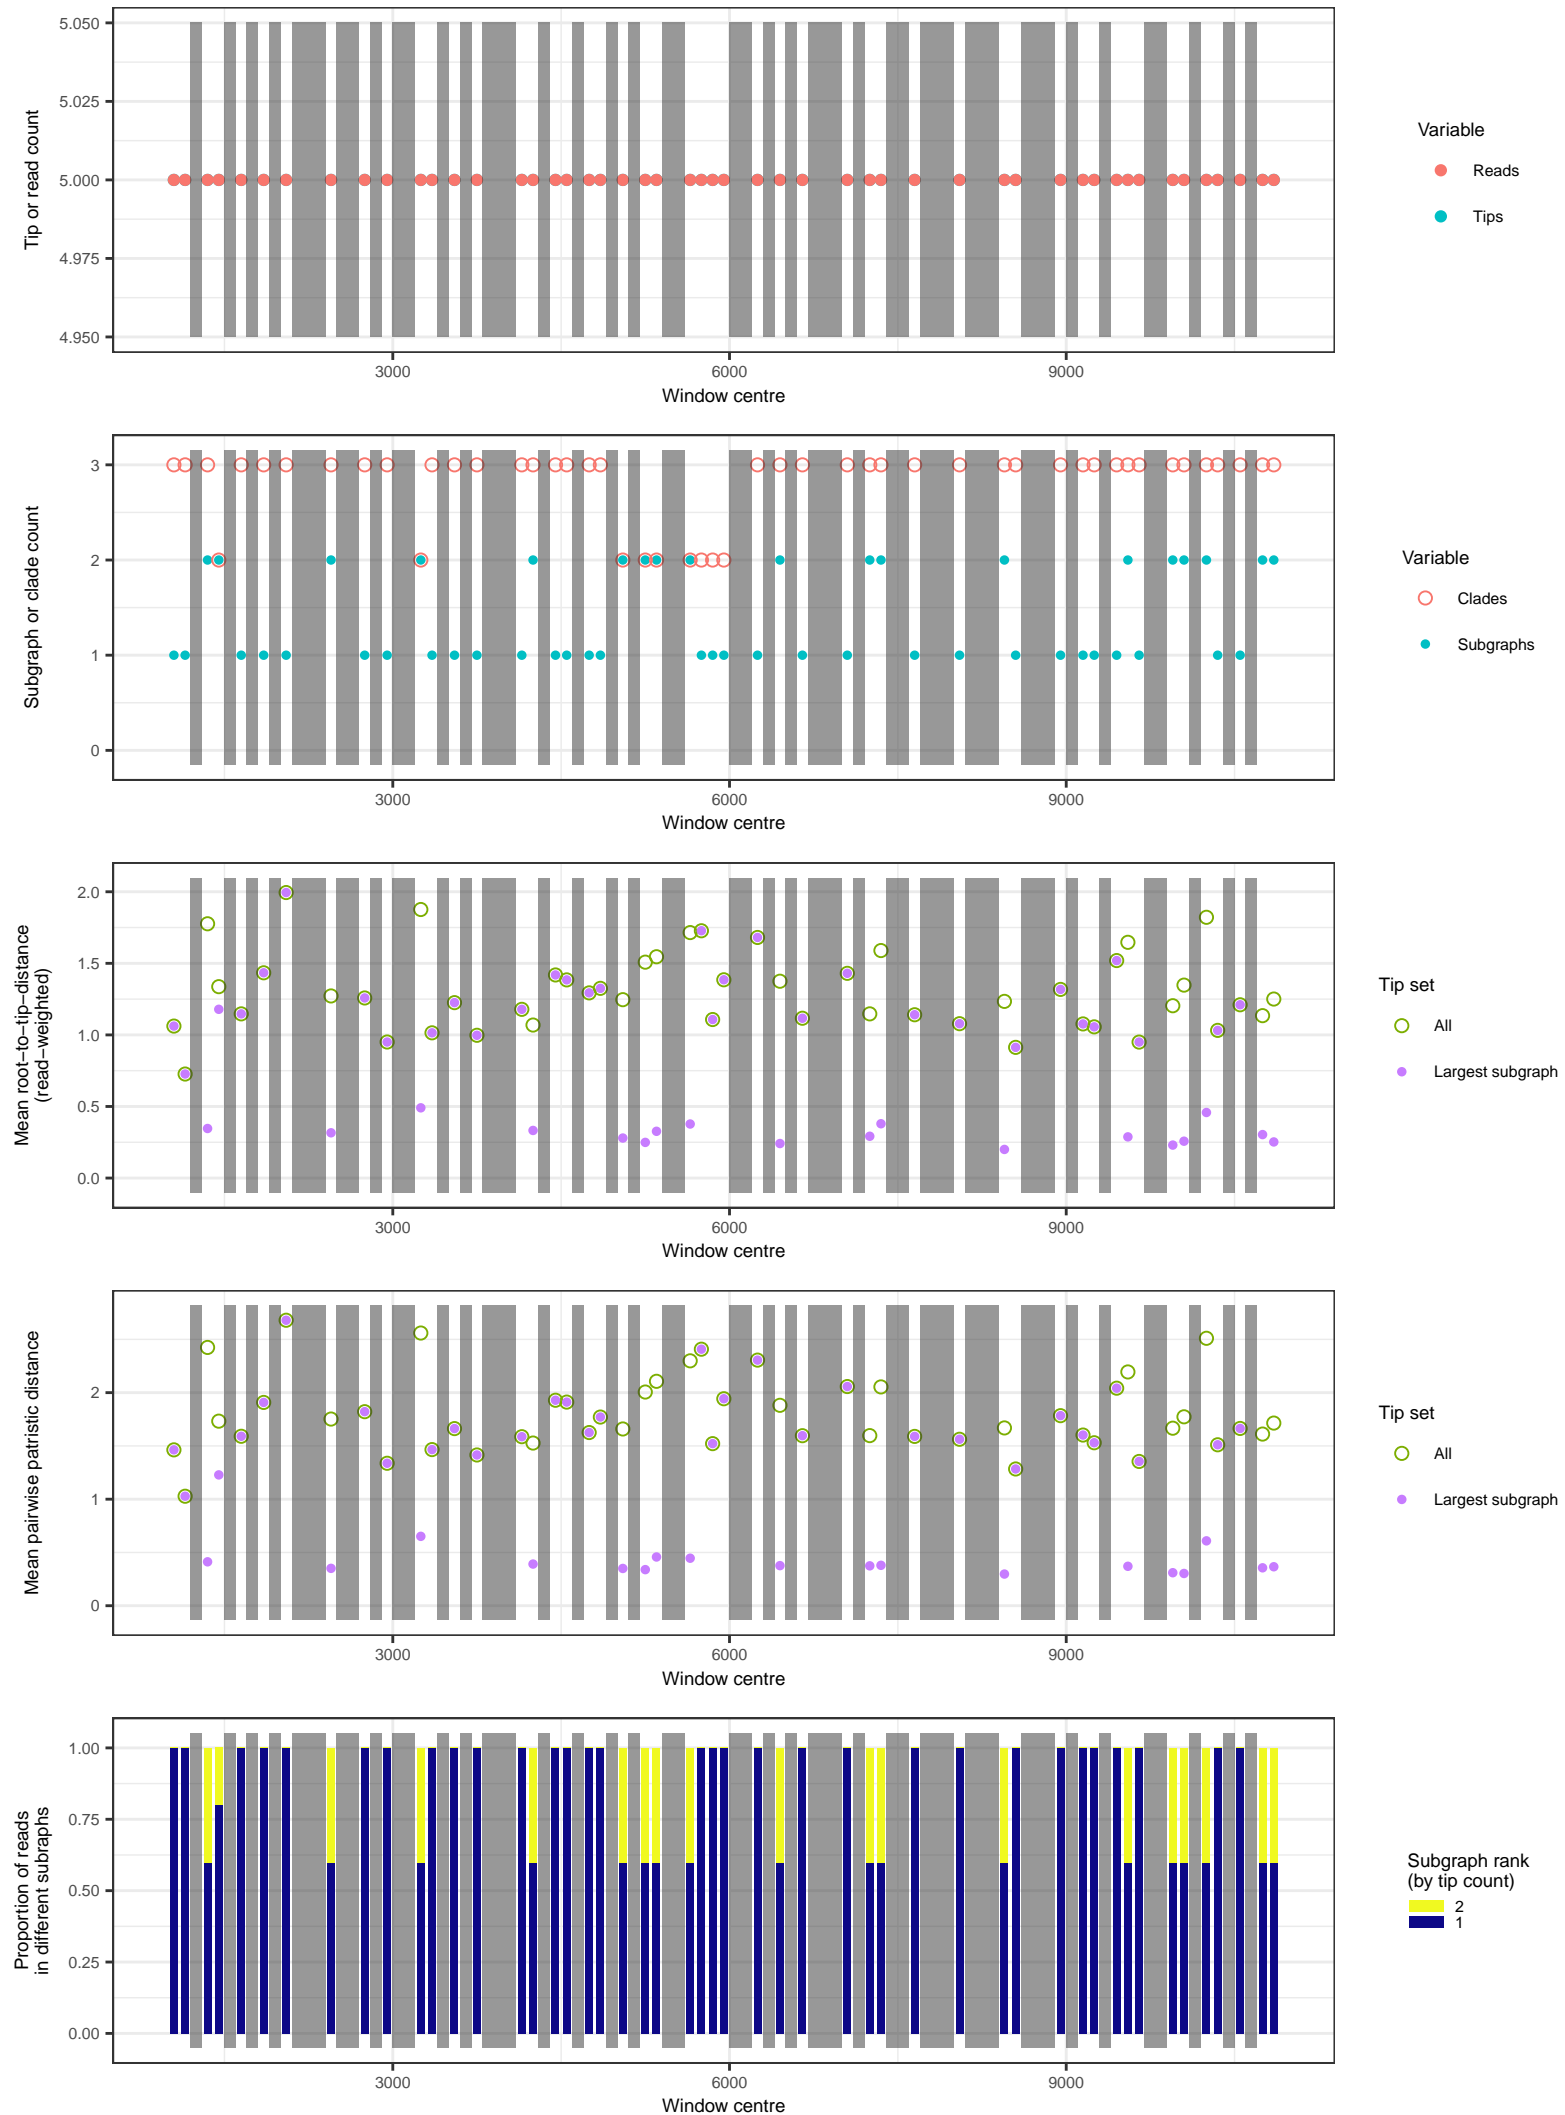 5.050
5.025
5.000
4.975
4.950
Tip or read count
3000
6000
9000
Window centre
Variable
Reads
Tips
3
2
1
0
Subgraph or clade count
3000
6000
9000
Window centre
Variable
Clades
Subgraphs
2.0
1.5
1.0
0.5
0.0
Mean root−to−tip−distance
(read−weighted)
3000
6000
9000
Window centre
Tip set
All
Largest subgraph
2
1
0
Mean pairwise patristic distance
3000
6000
9000
Window centre
Tip set
All
Largest subgraph
1.00
0.75
0.50
0.25
0.00
Proportion of reads
in different subraphs
3000
6000
9000
Window centre
Subgraph rank
(by tip count)
2
1